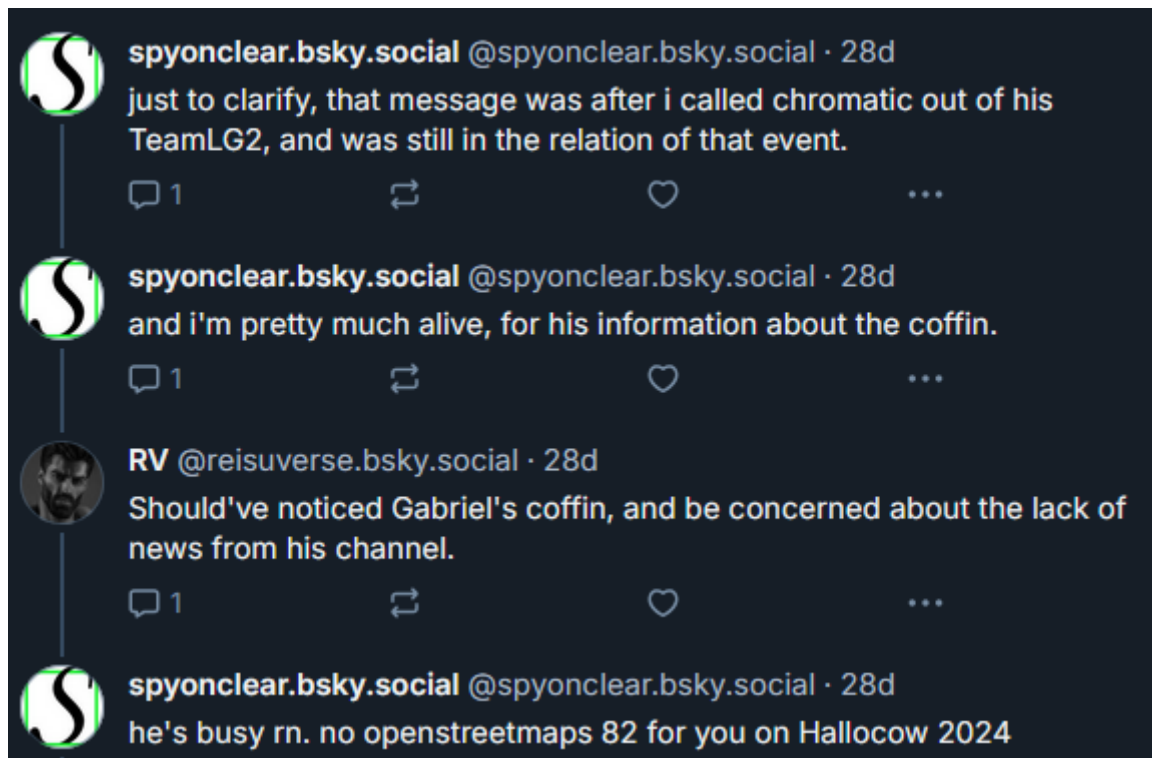 spyonclear.bsky.social @spyonclear.bsky.social · 28d
just to clarify, that message was after i called chromatic out of his
TeamLG2, and was still in the relation of that event.
1
spyonclear.bsky.social @spyonclear.bsky.social · 28d
and i'm pretty much alive, for his information about the coffin.
1
RV @reisuverse.bsky.social · 28d
Should've noticed Gabriel's coffin, and be concerned about the lack of
news from his channel.
1
spyonclear.bsky.social @spyonclear.bsky.social · 28d
he's busy rn. no openstreetmaps 82 for you on Hallocow 2024